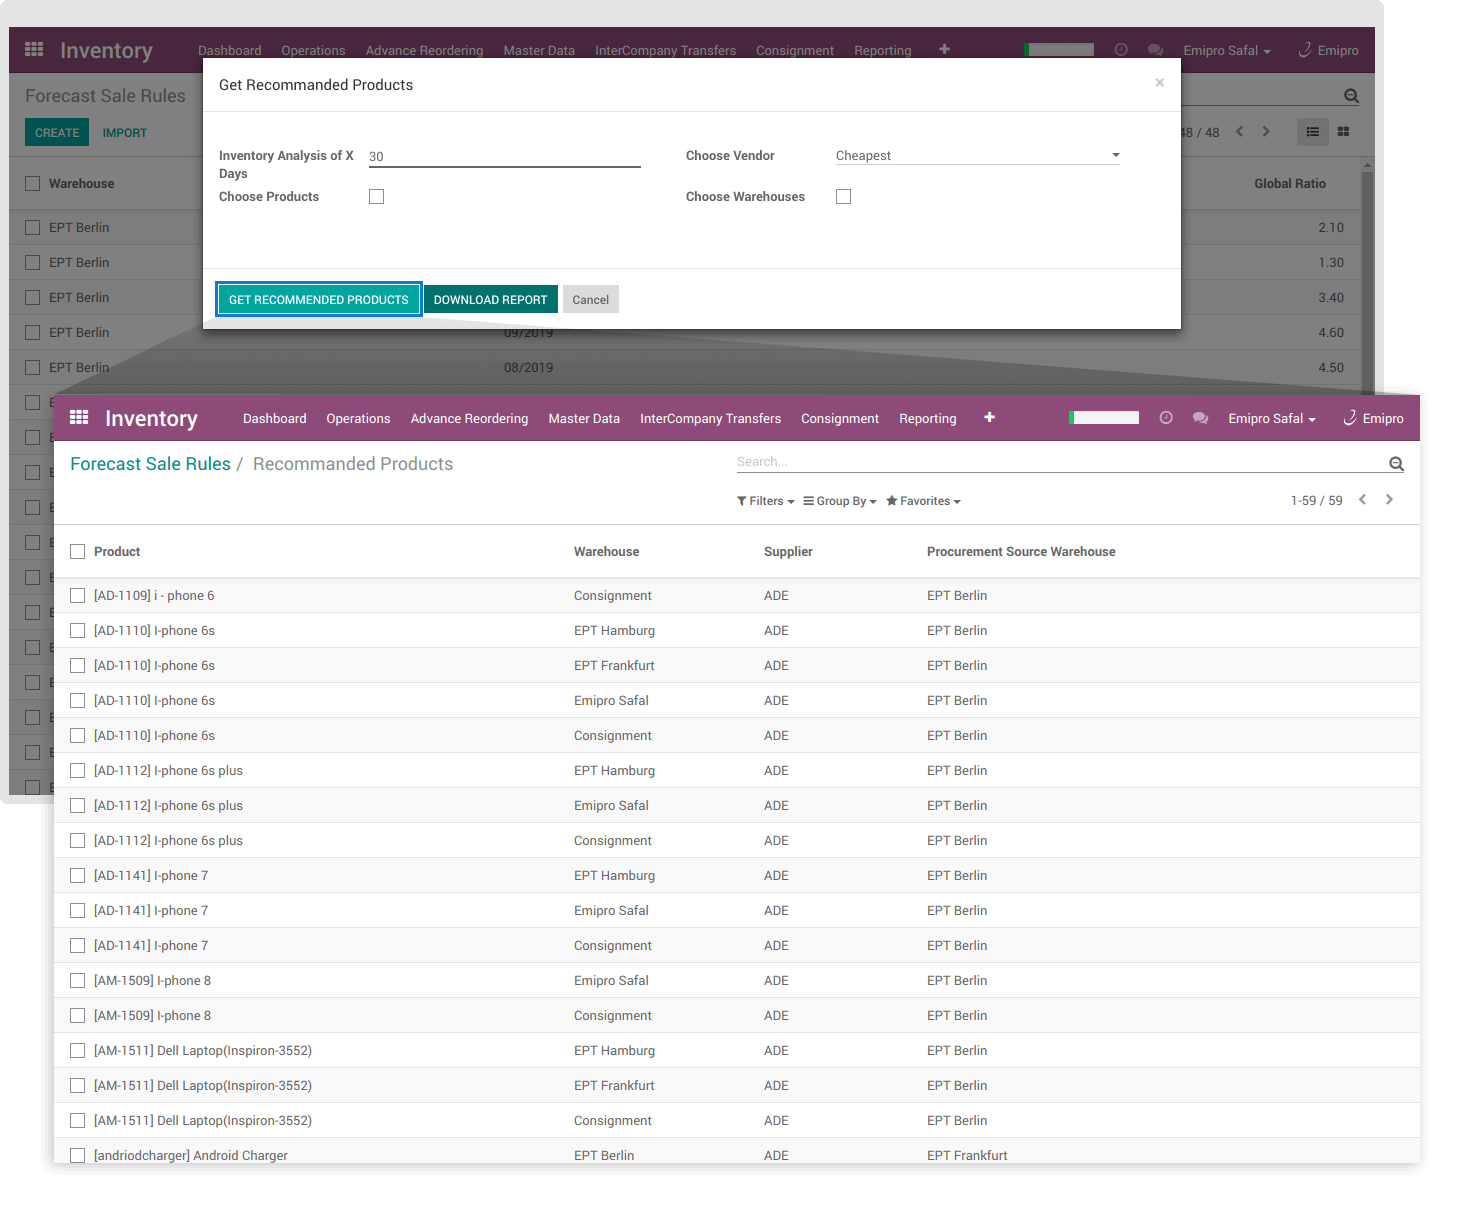 Inventory Dashboard Operations Advance Reordering Master Data InterCompany Transfers Consignment Reporting Emipro Safal Emipro
Forecast Sale Rules
CREATE IMPORT
48 / 48
Warehouse Global Ratio
EPT Berlin 2.10
EPT Berlin 1.30
EPT Berlin 3.40
EPT Berlin 09/2019 4.60
EPT Berlin 08/2019 4.50
Get Recommanded Products
Inventory Analysis of X Days 30 Choose Vendor Cheapest
Choose Products Choose Warehouses
GET RECOMMENDED PRODUCTS DOWNLOAD REPORT Cancel
Inventory Dashboard Operations Advance Reordering Master Data InterCompany Transfers Consignment Reporting Emipro Safal Emipro
Forecast Sale Rules / Recommanded Products Search...
Filters Group By Favorites 1-59 / 59
Product Warehouse Supplier Procurement Source Warehouse
[AD-1109] i - phone 6 Consignment ADE EPT Berlin
[AD-1110] I-phone 6s EPT Hamburg ADE EPT Berlin
[AD-1110] I-phone 6s EPT Frankfurt ADE EPT Berlin
[AD-1110] I-phone 6s Emipro Safal ADE EPT Berlin
[AD-1110] I-phone 6s Consignment ADE EPT Berlin
[AD-1112] I-phone 6s plus EPT Hamburg ADE EPT Berlin
[AD-1112] I-phone 6s plus Emipro Safal ADE EPT Berlin
[AD-1112] I-phone 6s plus Consignment ADE EPT Berlin
[AD-1141] I-phone 7 EPT Hamburg ADE EPT Berlin
[AD-1141] I-phone 7 Emipro Safal ADE EPT Berlin
[AD-1141] I-phone 7 Consignment ADE EPT Berlin
[AM-1509] I-phone 8 Emipro Safal ADE EPT Berlin
[AM-1509] I-phone 8 Consignment ADE EPT Berlin
[AM-1511] Dell Laptop(Inspiron-3552) EPT Hamburg ADE EPT Berlin
[AM-1511] Dell Laptop(Inspiron-3552) EPT Frankfurt ADE EPT Berlin
[AM-1511] Dell Laptop(Inspiron-3552) Consignment ADE EPT Berlin
[andriodcharger] Android Charger EPT Berlin ADE EPT Frankfurt